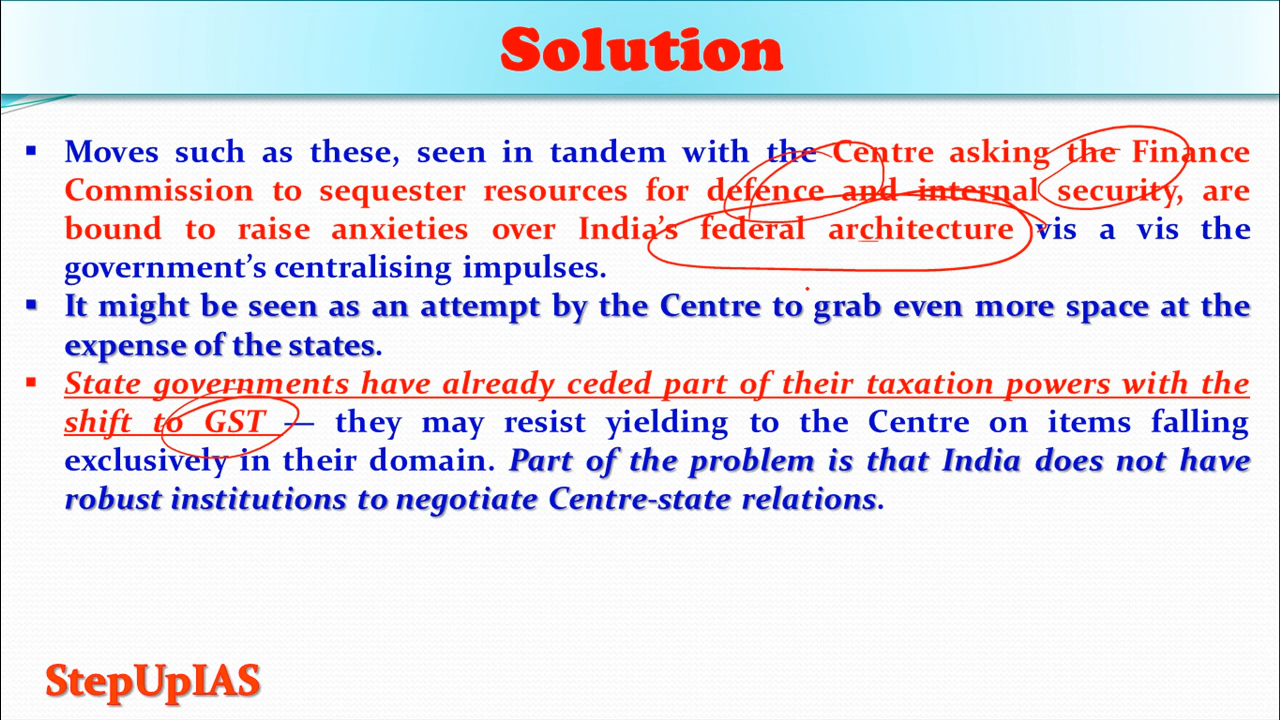 Solution
▪ Moves such as these, seen in tandem with the Centre asking the Finance
Commission to sequester resources for defence and internal security, are
bound to raise anxieties over India’s federal architecture vis a vis the
government’s centralising impulses.
▪ It might be seen as an attempt by the Centre to grab even more space at the
expense of the states.
▪ State governments have already ceded part of their taxation powers with the
shift to GST — they may resist yielding to the Centre on items falling
exclusively in their domain. Part of the problem is that India does not have
robust institutions to negotiate Centre-state relations.
StepUpIAS